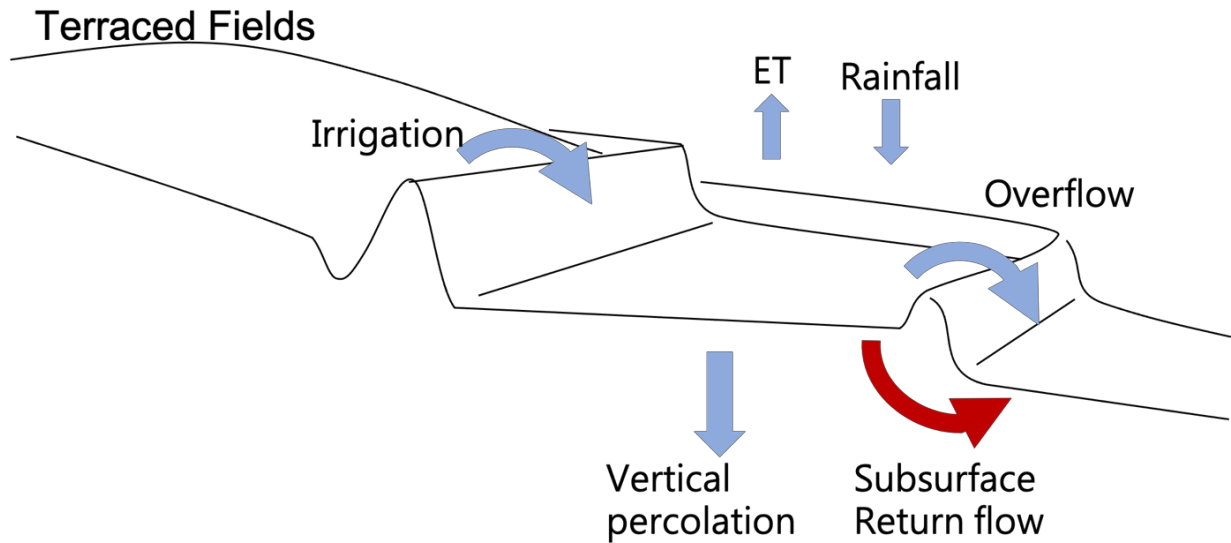 Terraced Fields
ET
Rainfall
Irrigation
Overflow
Vertical
percolation
Subsurface
Return flow